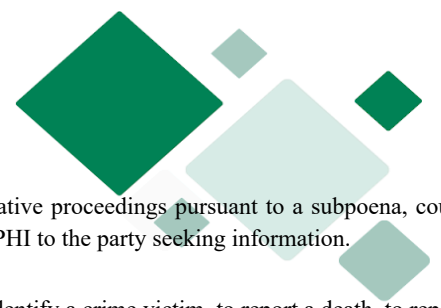 ative proceedings pursuant to a subpoena, cou
PHI to the party seeking information.
dentify a crime victim, to report a death, to rep